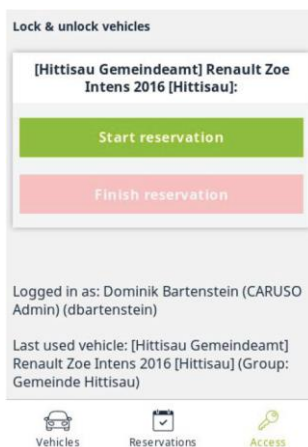 Lock & unlock vehicles
[Hittisau Gemeindeamt] Renault Zoe
Intens 2016 [Hittisau]:
Start reservation
Finish reservation
Logged in as: Dominik Bartenstein (CARUSO
Admin) (dbartenstein)
Last used vehicle: [Hittisau Gemeindeamt]
Renault Zoe Intens 2016 [Hittisau] (Group:
Gemeinde Hittisau)
Vehicles Reservations Access